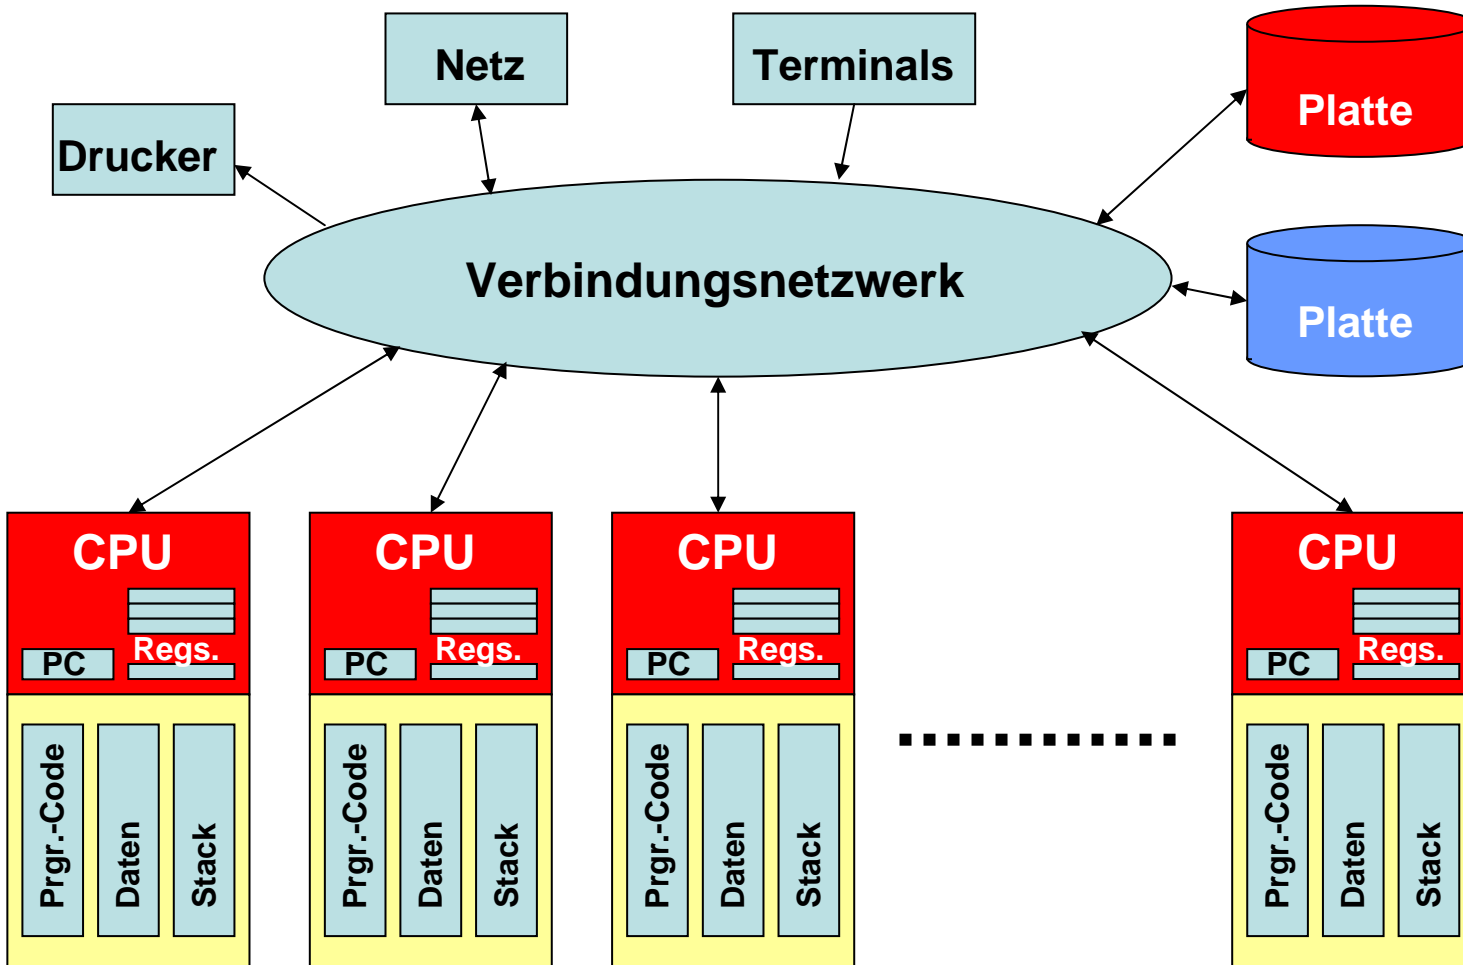 Netz
Terminals
Platte
Drucker
Verbindungsnetzwerk
Platte
CPU
Regs.
PC
Prgr.-Code
Daten
Stack
CPU
Regs.
PC
Prgr.-Code
Daten
Stack
CPU
Regs.
PC
Prgr.-Code
Daten
Stack
CPU
Regs.
PC
Prgr.-Code
Daten
Stack